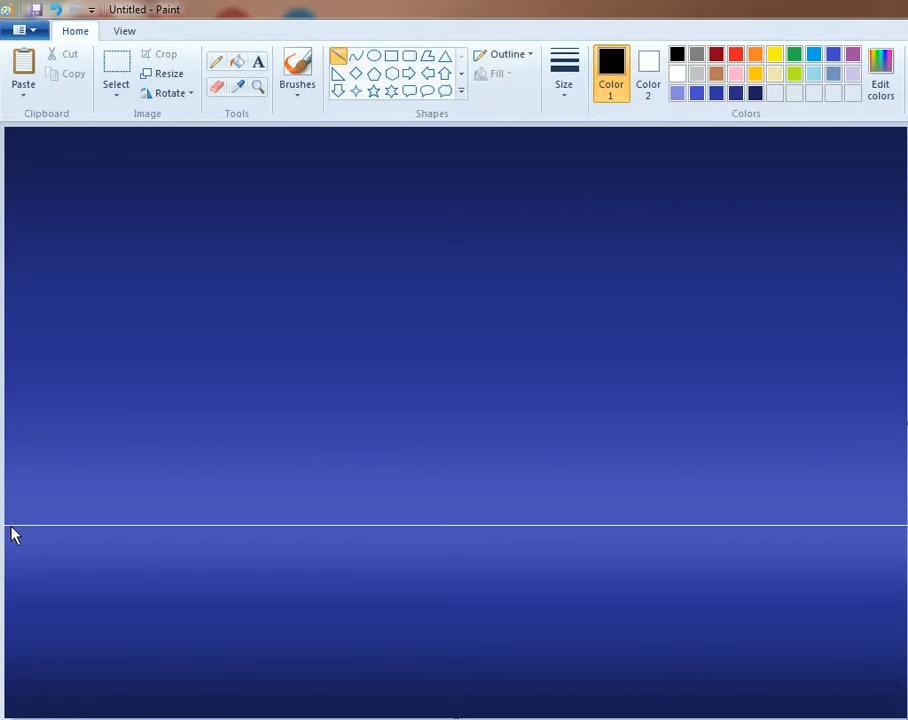 Untitled - Paint
Home View
Cut
Copy
Paste
Clipboard
Crop
Resize
Rotate
Select
Image
A
Tools
Brushes
Outline
Fill
Shapes
Size
Color 1
Color 2
Edit colors
Colors